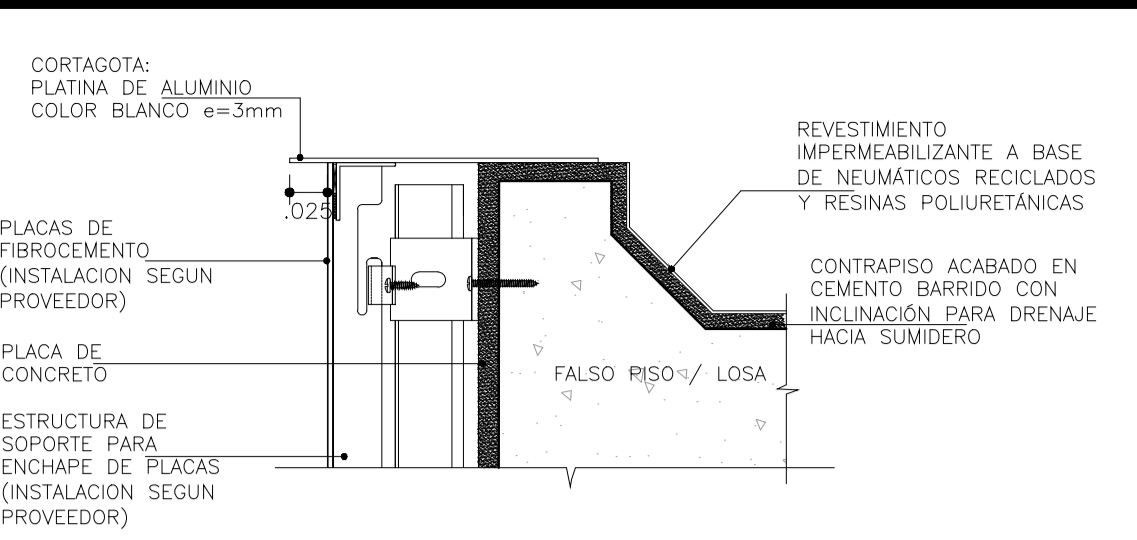 CORTAGOTA:
PLATINA DE ALUMINIO
COLOR BLANCO e=3mm
.025
PLACAS DE
FIBROCEMENTO
(INSTALACION SEGUN
PROVEEDOR)
PLACA DE
CONCRETO
ESTRUCTURA DE
SOPORTE PARA
ENCHAPE DE PLACAS
(INSTALACION SEGUN
PROVEEDOR)
REVESTIMIENTO
IMPERMEABILIZANTE A BASE
DE NEUMÁTICOS RECICLADOS
Y RESINAS POLIURETÁNICAS
CONTRAPISO ACABADO EN
CEMENTO BARRIDO CON
INCLINACIÓN PARA DRENAJE
HACIA SUMIDERO
FALSO PISO / LOSA